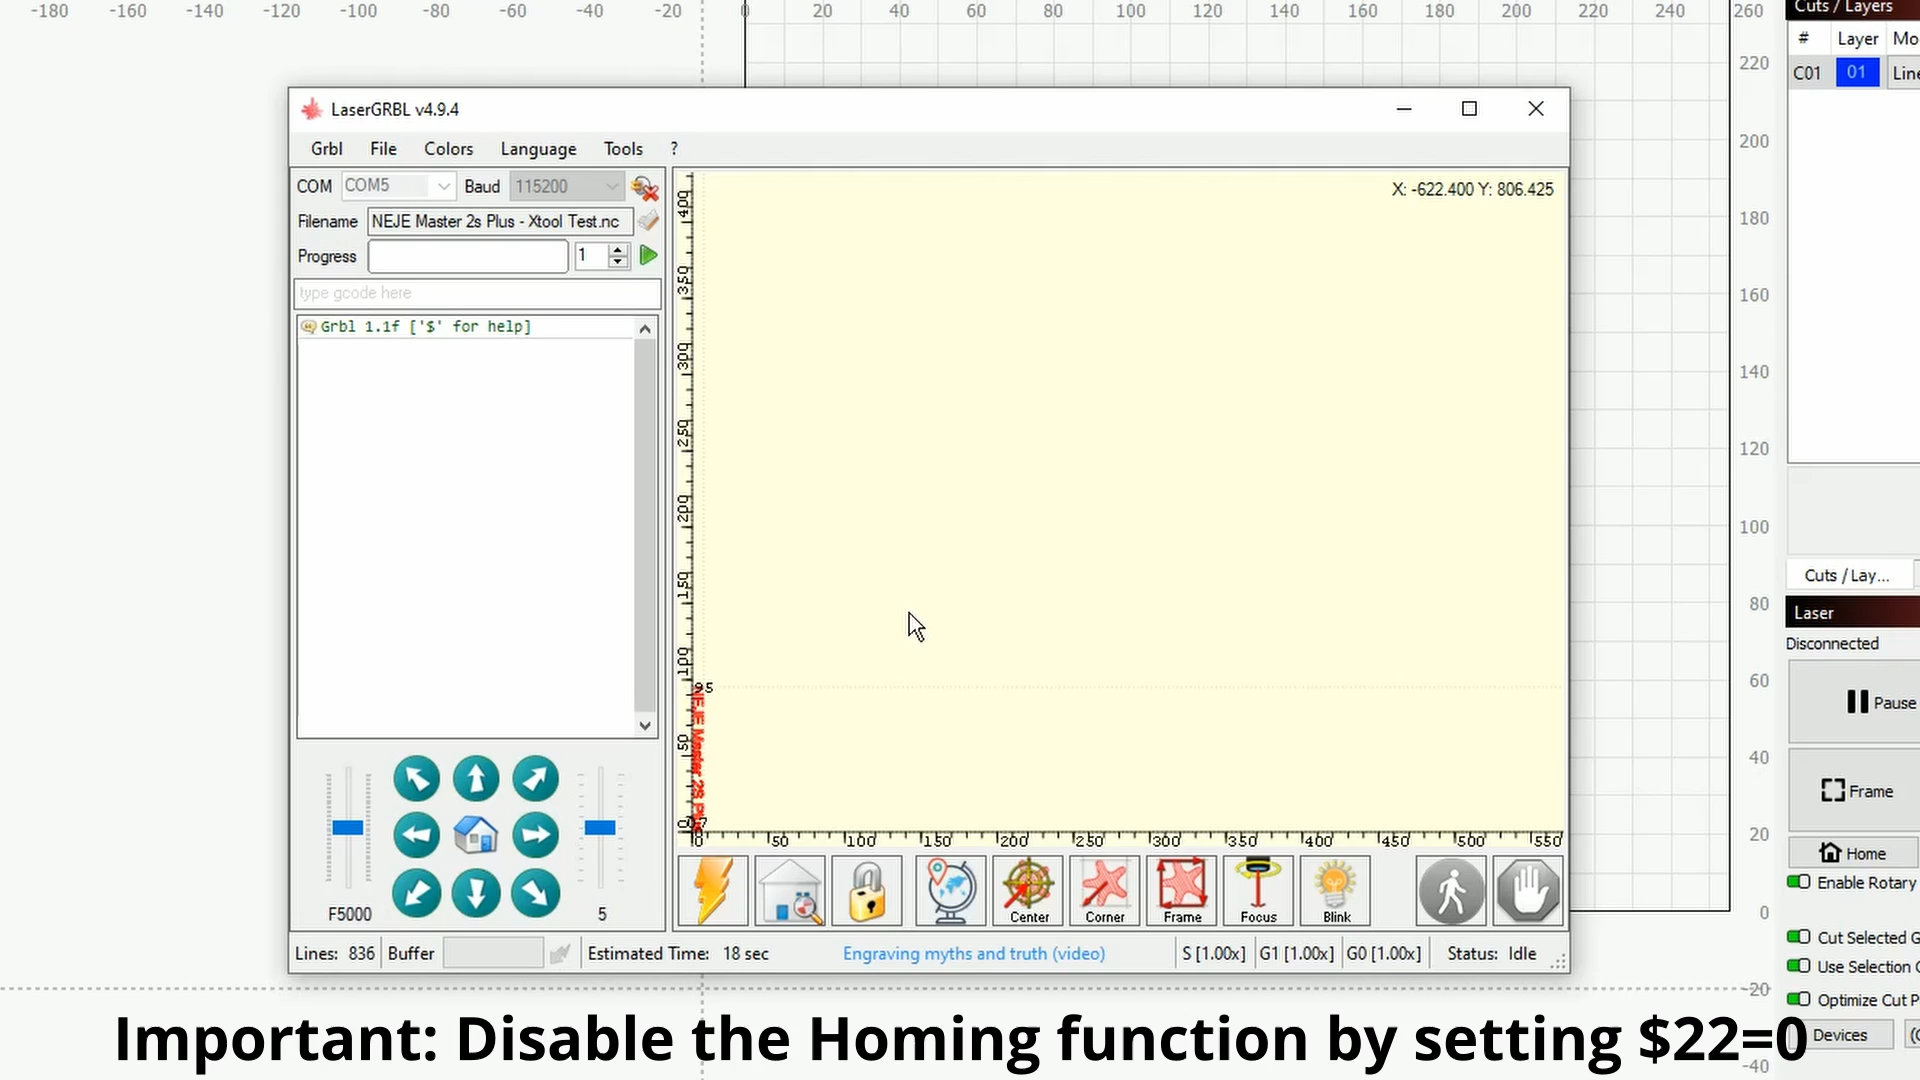 -180 -160 -140 -120 -100 -80 -60 -40 -20 0 20 40 60 80 100 120 140 160 180 200 220 240 260
Cuts / Layers
# Layer Mo
C01 01 Line
220
200
180
160
140
120
100
80
60
40
20
0
-20
-40
LaserGRBL v4.9.4
Grbl File Colors Language Tools ?
COM COM5 Baud 115200
Filename NEJE Master 2s Plus - Xtool Test.nc
Progress 1
type gcode here
Grbl 1.1f ['$' for help]
X: -622.400 Y: 806.425
400
350
300
250
200
150
100
50
0
95
NEJE Master 2S Plus
0 50 100 150 200 250 300 350 400 450 500 550
F5000 5
Center Corner Frame Focus Blink
Lines: 836 Buffer Estimated Time: 18 sec Engraving myths and truth (video) S [1.00x] G1 [1.00x] G0 [1.00x] Status: Idle
Cuts / Lay...
Laser
Disconnected
Pause
Frame
Home
Enable Rotary
Cut Selected G
Use Selection O
Optimize Cut P
Devices
Important: Disable the Homing function by setting $22=0